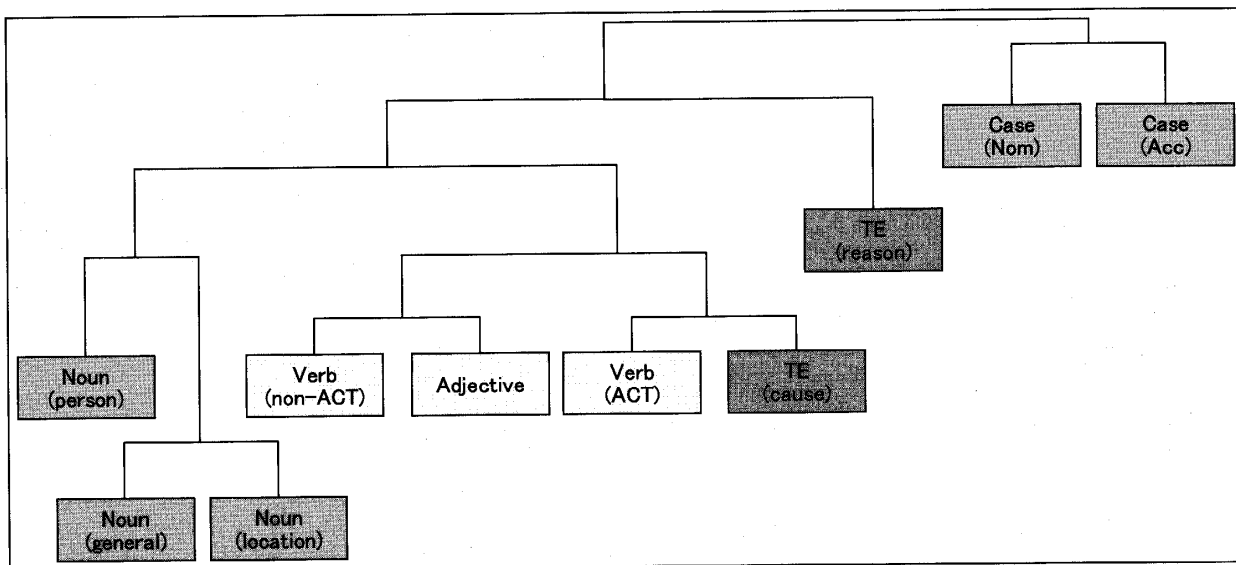 Case
(Nom)
Case
(Acc)
TE
(reason)
Noun
(person)
Verb
(non-ACT)
Adjective
Verb
(ACT)
TE
(cause)
Noun
(general)
Noun
(location)